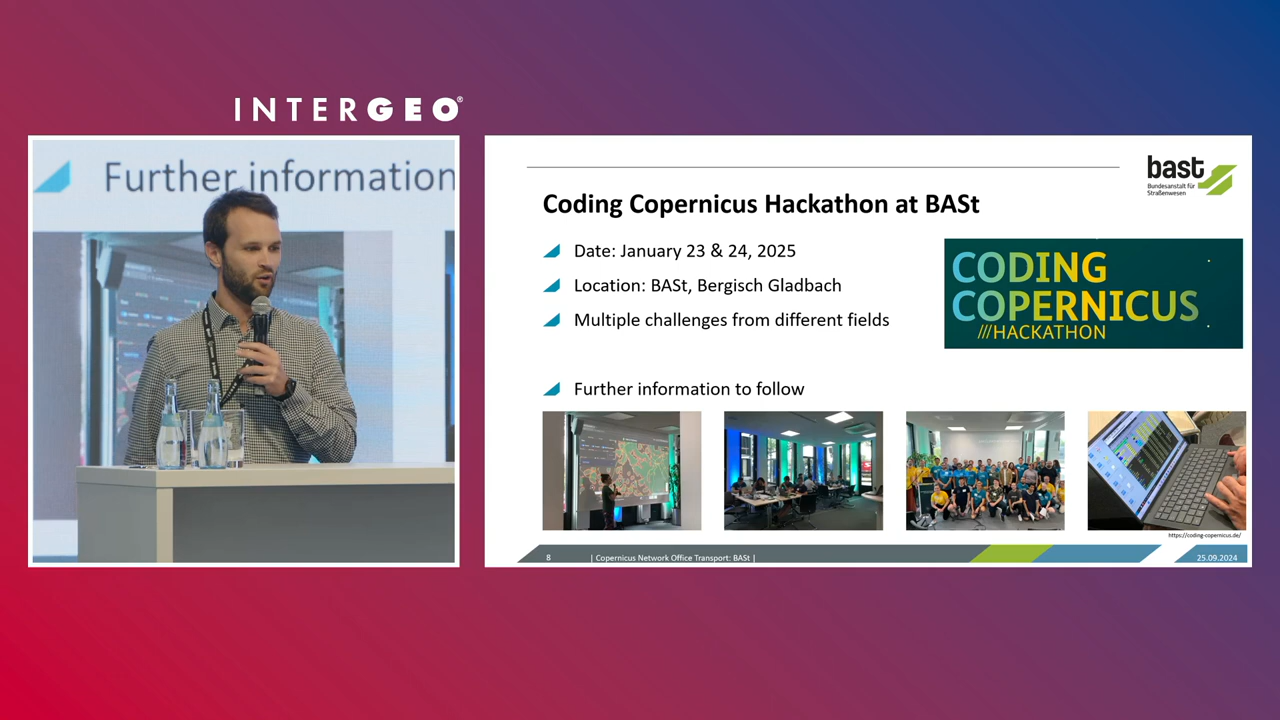 INTERGEO®
Further information
bast
Bundesanstalt für
Straßenwesen
Coding Copernicus Hackathon at BASt
Date: January 23 & 24, 2025
Location: BASt, Bergisch Gladbach
Multiple challenges from different fields
CODING
COPERNICUS
///HACKATHON
Further information to follow
https://coding-copernicus.de/
8
| Copernicus Network Office Transport: BASt |
25.09.2024